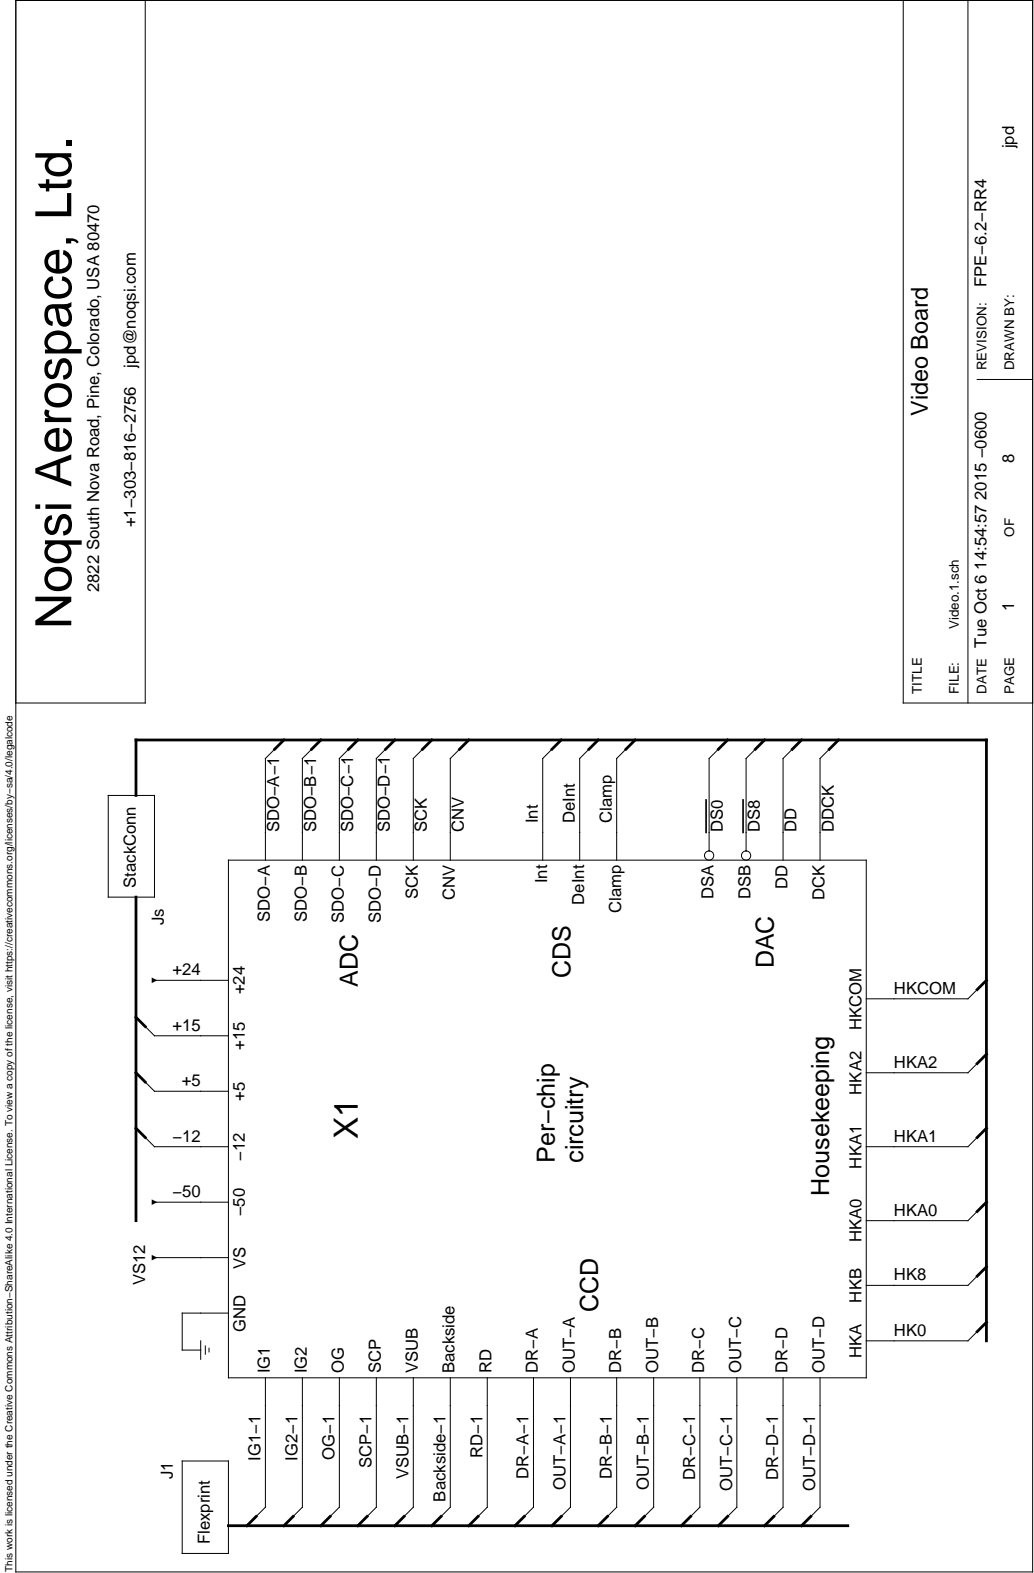 This work is licensed under the Creative Commons Attribution−ShareAlike 4.0 International License. To view a copy of the license, visit https://creativecommons.org/licenses/by−sa/4.0/legalcode
Noqsi Aerospace, Ltd.
2822 South Nova Road, Pine, Colorado, USA 80470
+1−303−816−2756 jpd@noqsi.com
J1
Flexprint
IG1−1
IG2−1
OG−1
SCP−1
VSUB−1
Backside−1
RD−1
DR−A−1
OUT−A−1
DR−B−1
OUT−B−1
DR−C−1
OUT−C−1
DR−D−1
OUT−D−1
IG1
IG2
OG
SCP
VSUB
Backside
RD
DR−A
OUT−A
DR−B
OUT−B
DR−C
OUT−C
DR−D
OUT−D
CCD
VS12
−50
−12
+5
+15
+24
GND
VS
−50
−12
+5
+15
+24
Js
StackConn
X1
Per−chip
circuitry
ADC
CDS
DAC
Housekeeping
SDO−A
SDO−B
SDO−C
SDO−D
SCK
CNV
Int
DeInt
Clamp
DSA
DSB
DD
DCK
SDO−A−1
SDO−B−1
SDO−C−1
SDO−D−1
SCK
CNV
Int
DeInt
Clamp
DS0
DS8
DD
DDCK
HKA
HKB
HKA0
HKA1
HKA2
HKCOM
HK0
HK8
HKA0
HKA1
HKA2
HKCOM
TITLE
Video Board
FILE: Video.1.sch
DATE Tue Oct 6 14:54:57 2015 −0600
REVISION: FPE−6.2−RR4
PAGE 1 OF 8
DRAWN BY: jpd